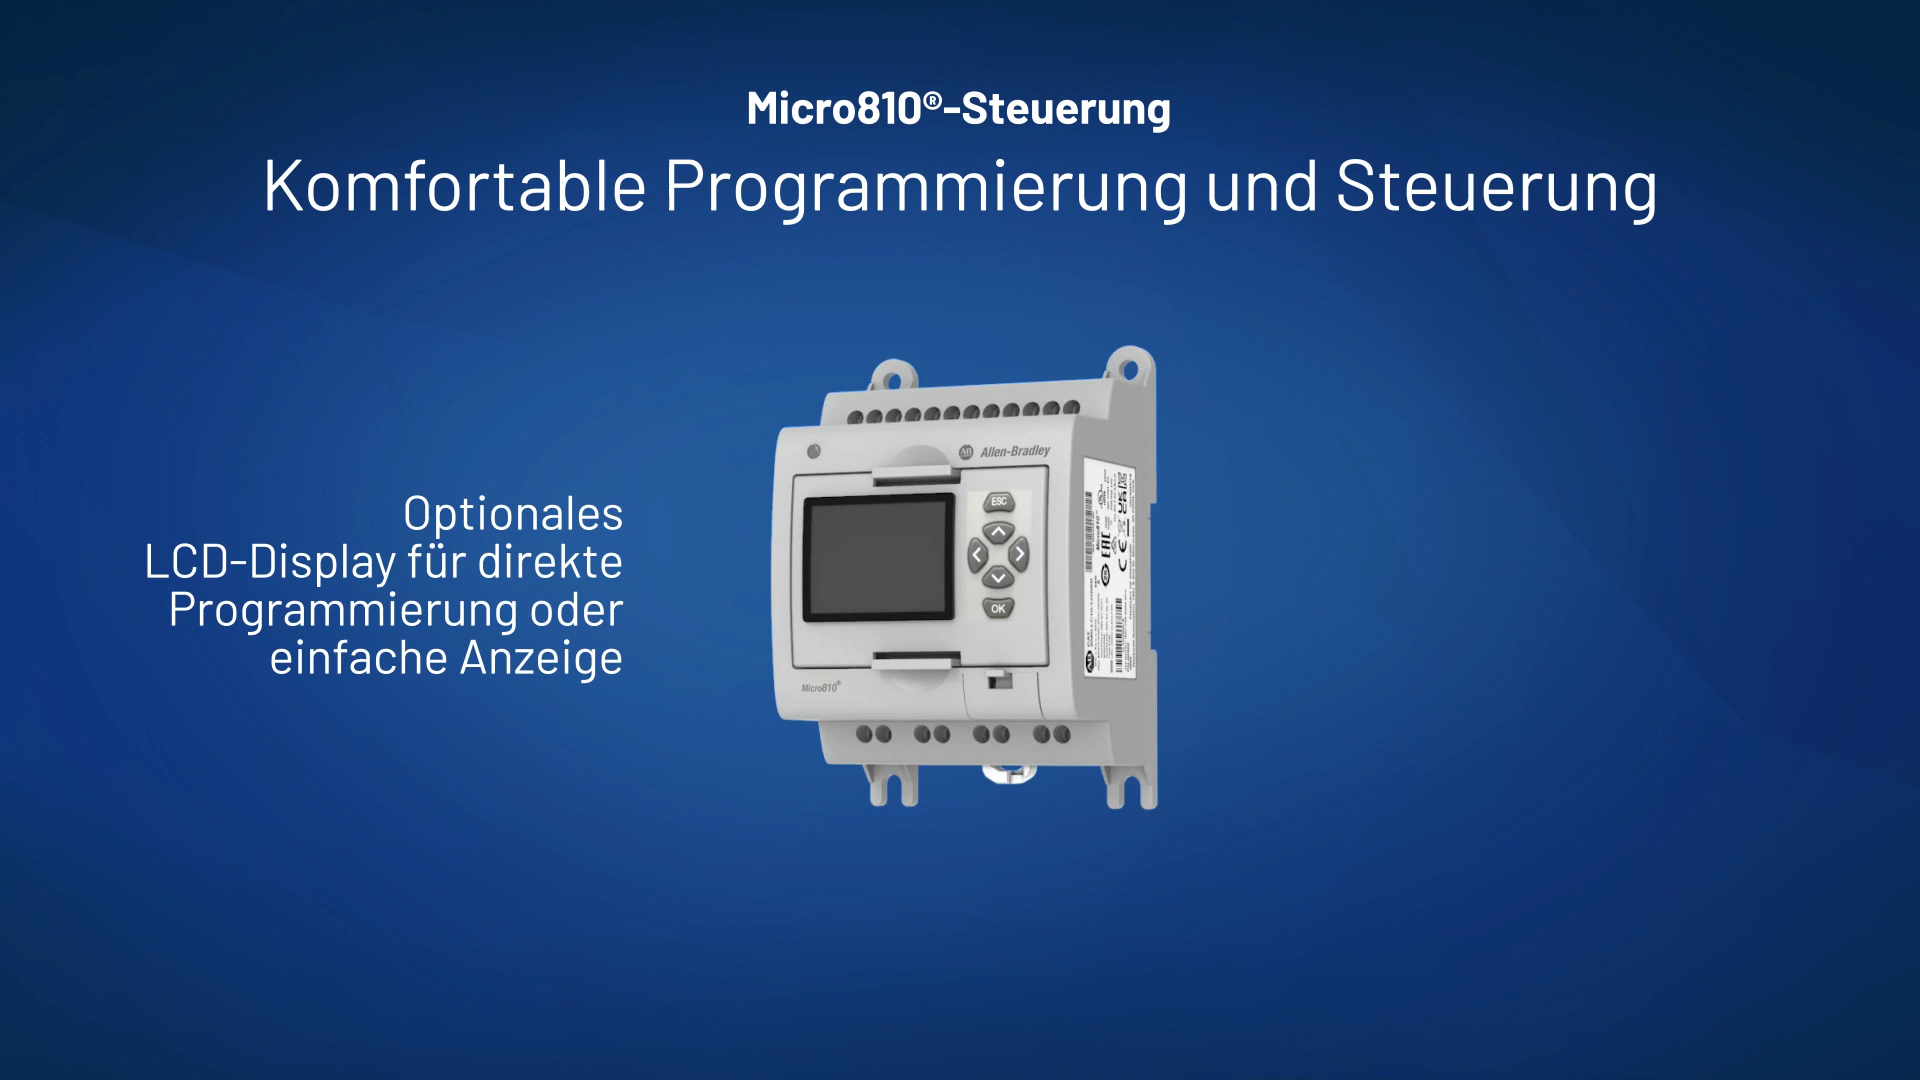 Micro810®-Steuerung
Komfortable Programmierung und Steuerung
Optionales
LCD-Display für direkte
Programmierung oder
einfache Anzeige
AB Allen-Bradley
ESC
OK
Micro810®